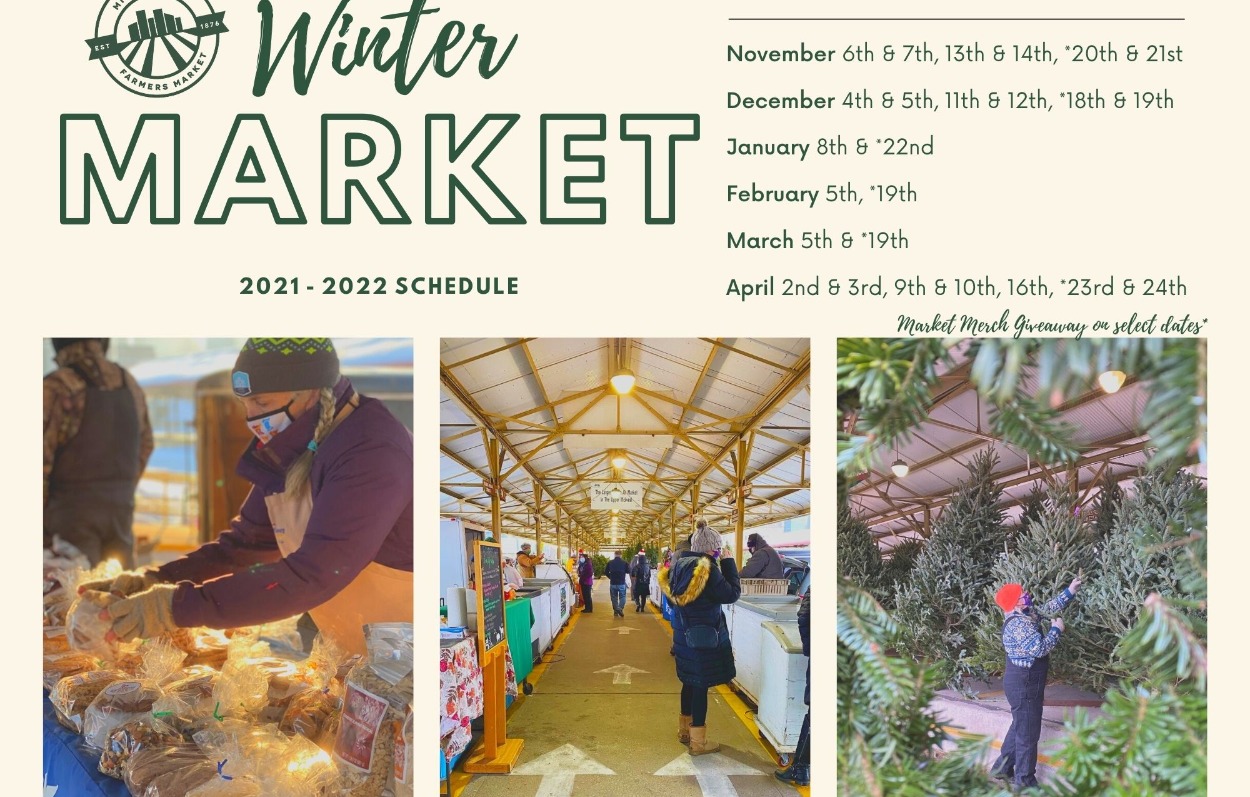 EST 1876
FARMERS MARKET
Winter
MARKET
2021 - 2022 SCHEDULE
November 6th & 7th, 13th & 14th, *20th & 21st
December 4th & 5th, 11th & 12th, *18th & 19th
January 8th & *22nd
February 5th, *19th
March 5th & *19th
April 2nd & 3rd, 9th & 10th, 16th, *23rd & 24th
Market Merch Giveaway on select dates*